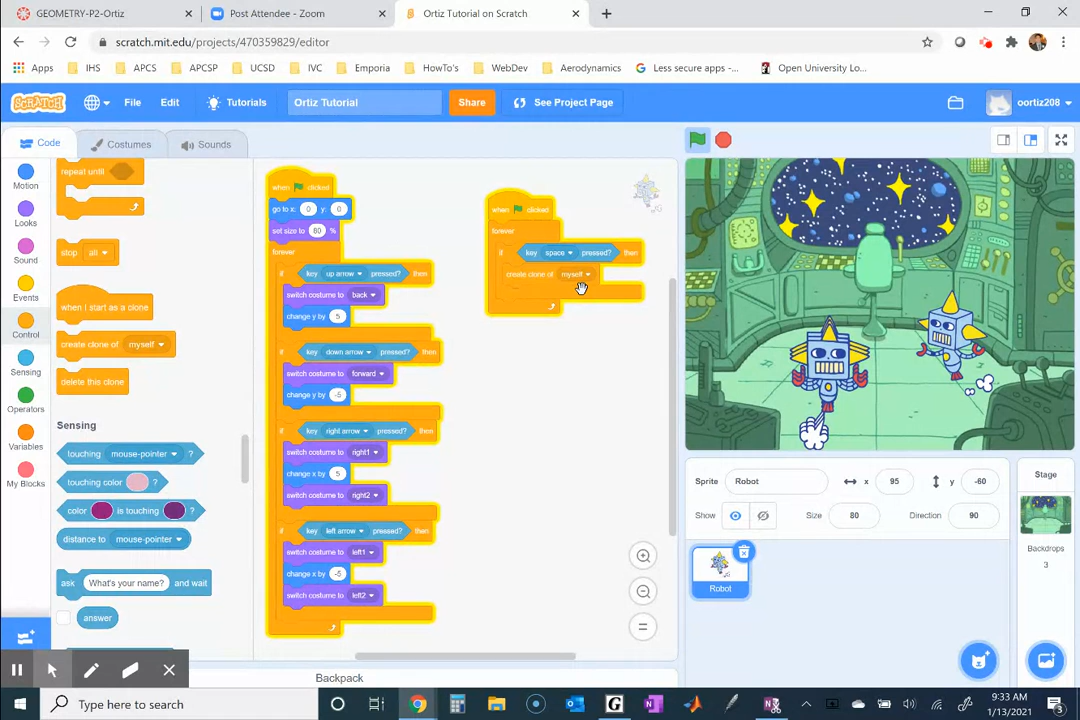 GEOMETRY-P2-Ortiz
Post Attendee - Zoom
Ortiz Tutorial on Scratch
scratch.mit.edu/projects/470359829/editor
Apps IHS APCS APCSP UCSD IVC Emporia HowTo's WebDev Aerodynamics Less secure apps -... Open University Lo...
SCRATCH File Edit Tutorials Ortiz Tutorial Share See Project Page oortiz208
Code Costumes Sounds
Motion
Looks
Sound
Events
Control
Sensing
Operators
Variables
My Blocks
repeat until
stop all
when I start as a clone
create clone of myself
delete this clone
Sensing
touching mouse-pointer ?
touching color ?
color is touching ?
distance to mouse-pointer
ask What's your name? and wait
answer
when clicked
go to x: 0 y: 0
set size to 80 %
forever
if key up arrow pressed? then
switch costume to back
change y by 5
if key down arrow pressed? then
switch costume to forward
change y by -5
if key right arrow pressed? then
switch costume to right1
change x by 5
switch costume to right2
if key left arrow pressed? then
switch costume to left1
change x by -5
switch costume to left2
when clicked
forever
if key space pressed? then
create clone of myself
Sprite Robot x 95 y -60
Show Size 80 Direction 90
Robot
Stage
Backdrops
3
Backpack
Type here to search
9:33 AM
1/13/2021
3